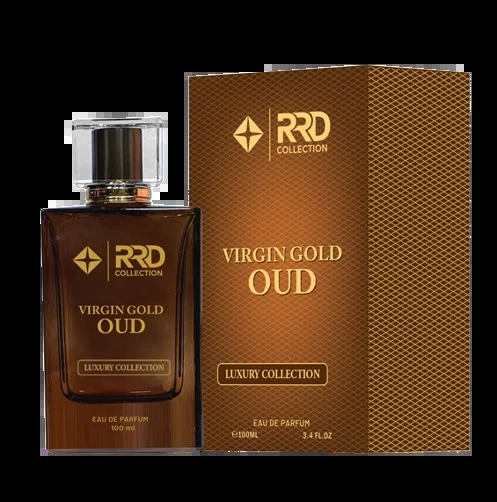 RRD
COLLECTION
VIRGIN GOLD
OUD
LUXURY COLLECTION
EAU DE PARFUM
100 ml
RRD
COLLECTION
VIRGIN GOLD
OUD
LUXURY COLLECTION
EAU DE PARFUM
℮100ML 3.4 FL.OZ